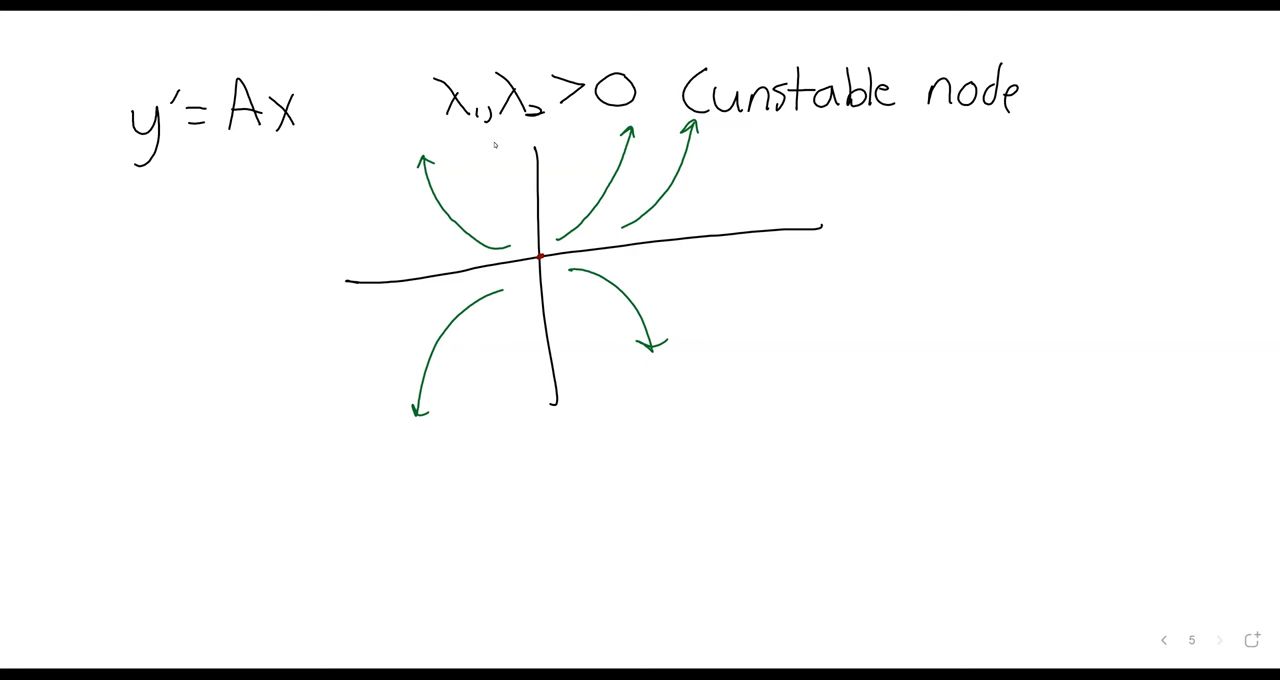 y' = Ax
λ₁, λ₂ > 0 (unstable node
5